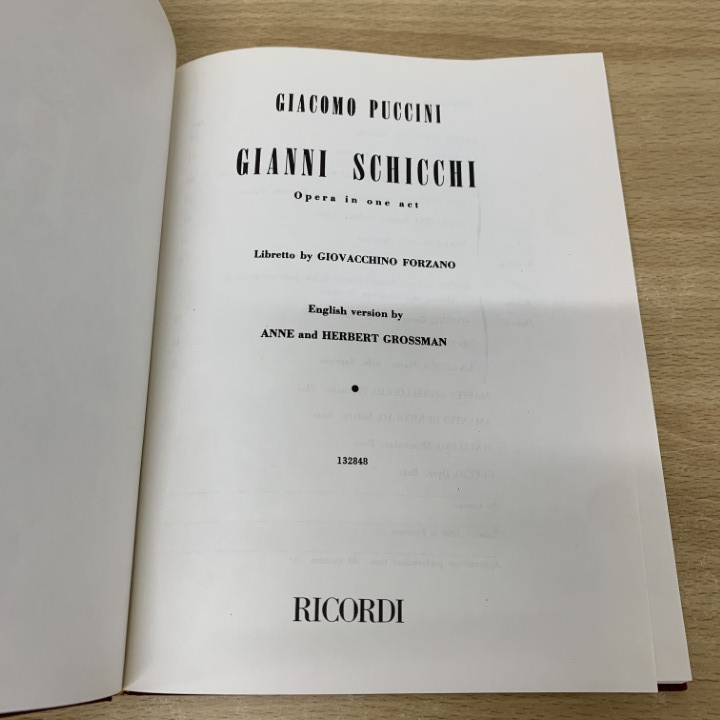 GIACOMO PUCCINI
GIANNI SCHICCHI
Opera in one act
Libretto by GIOVACCHINO FORZANO
English version by
ANNE and HERBERT GROSSMAN
132848
RICORDI